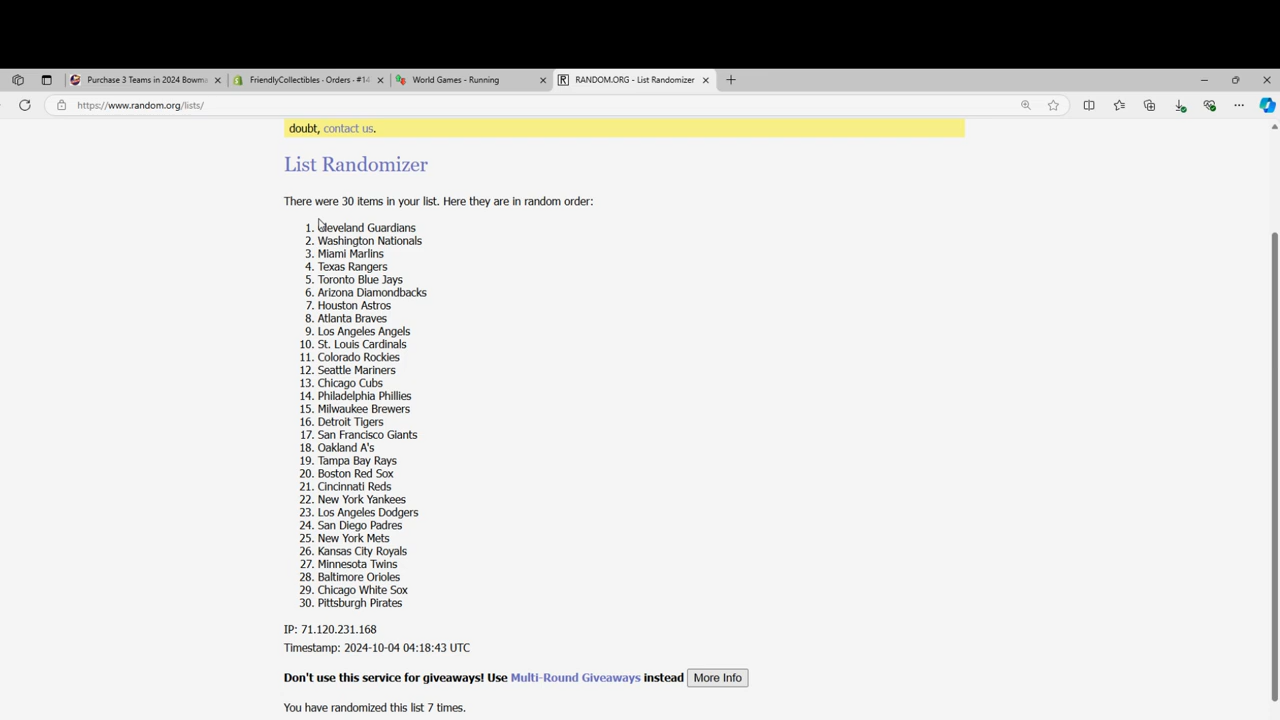 Purchase 3 Teams in 2024 Bowma
FriendlyCollectibles · Orders · #14
World Games - Running
RANDOM.ORG - List Randomizer
https://www.random.org/lists/
doubt, contact us.
List Randomizer
There were 30 items in your list. Here they are in random order:
1. Cleveland Guardians
2. Washington Nationals
3. Miami Marlins
4. Texas Rangers
5. Toronto Blue Jays
6. Arizona Diamondbacks
7. Houston Astros
8. Atlanta Braves
9. Los Angeles Angels
10. St. Louis Cardinals
11. Colorado Rockies
12. Seattle Mariners
13. Chicago Cubs
14. Philadelphia Phillies
15. Milwaukee Brewers
16. Detroit Tigers
17. San Francisco Giants
18. Oakland A's
19. Tampa Bay Rays
20. Boston Red Sox
21. Cincinnati Reds
22. New York Yankees
23. Los Angeles Dodgers
24. San Diego Padres
25. New York Mets
26. Kansas City Royals
27. Minnesota Twins
28. Baltimore Orioles
29. Chicago White Sox
30. Pittsburgh Pirates
IP: 71.120.231.168
Timestamp: 2024-10-04 04:18:43 UTC
Don't use this service for giveaways! Use Multi-Round Giveaways instead More Info
You have randomized this list 7 times.